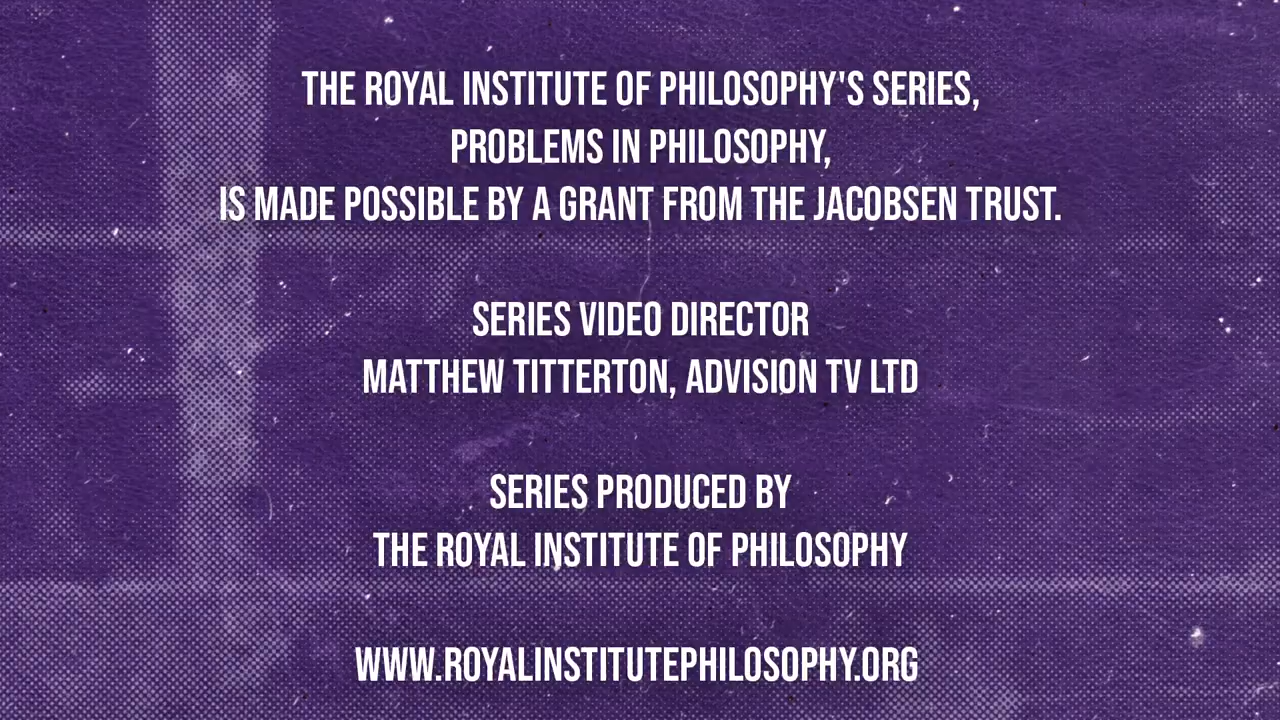 THE ROYAL INSTITUTE OF PHILOSOPHY'S SERIES,
PROBLEMS IN PHILOSOPHY,
IS MADE POSSIBLE BY A GRANT FROM THE JACOBSEN TRUST.
SERIES VIDEO DIRECTOR
MATTHEW TITTERTON, ADVISION TV LTD
SERIES PRODUCED BY
THE ROYAL INSTITUTE OF PHILOSOPHY
WWW.ROYALINSTITUTEPHILOSOPHY.ORG